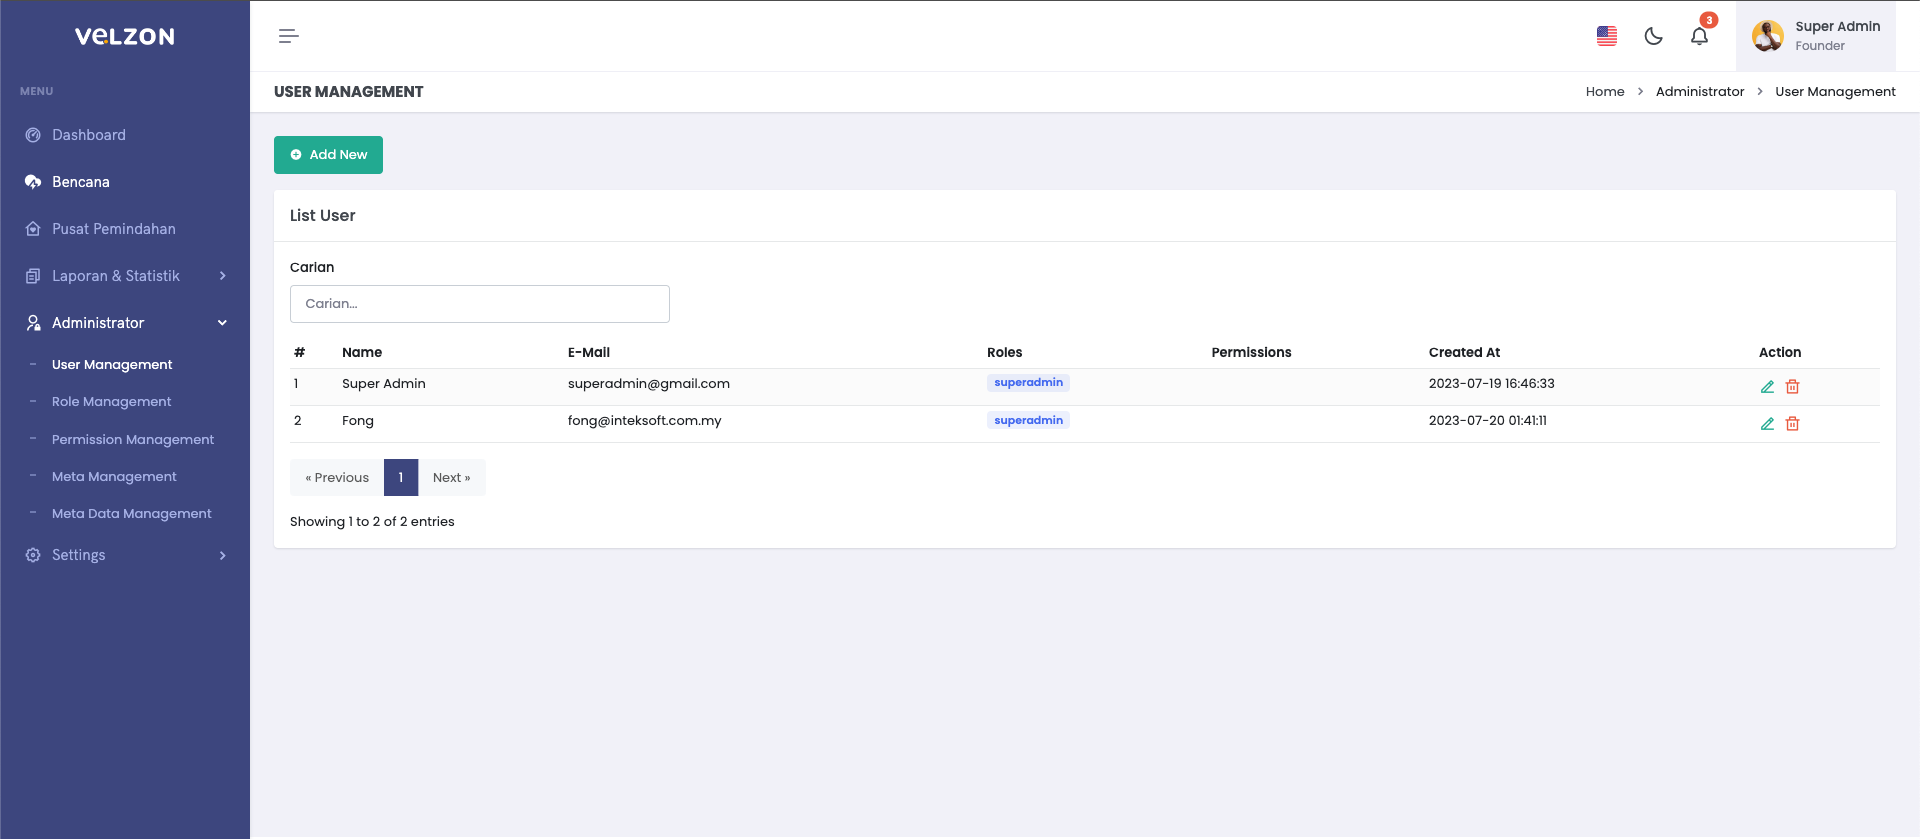 VELZON
3
Super Admin
Founder
MENU
USER MANAGEMENT
Home > Administrator > User Management
Dashboard
Bencana
Pusat Pemindahan
Laporan & Statistik
Administrator
User Management
Role Management
Permission Management
Meta Management
Meta Data Management
Settings
Add New
List User
Carian
Carian...
# Name E-Mail Roles Permissions Created At Action
1 Super Admin superadmin@gmail.com superadmin 2023-07-19 16:46:33
2 Fong fong@inteksoft.com.my superadmin 2023-07-20 01:41:11
« Previous 1 Next »
Showing 1 to 2 of 2 entries